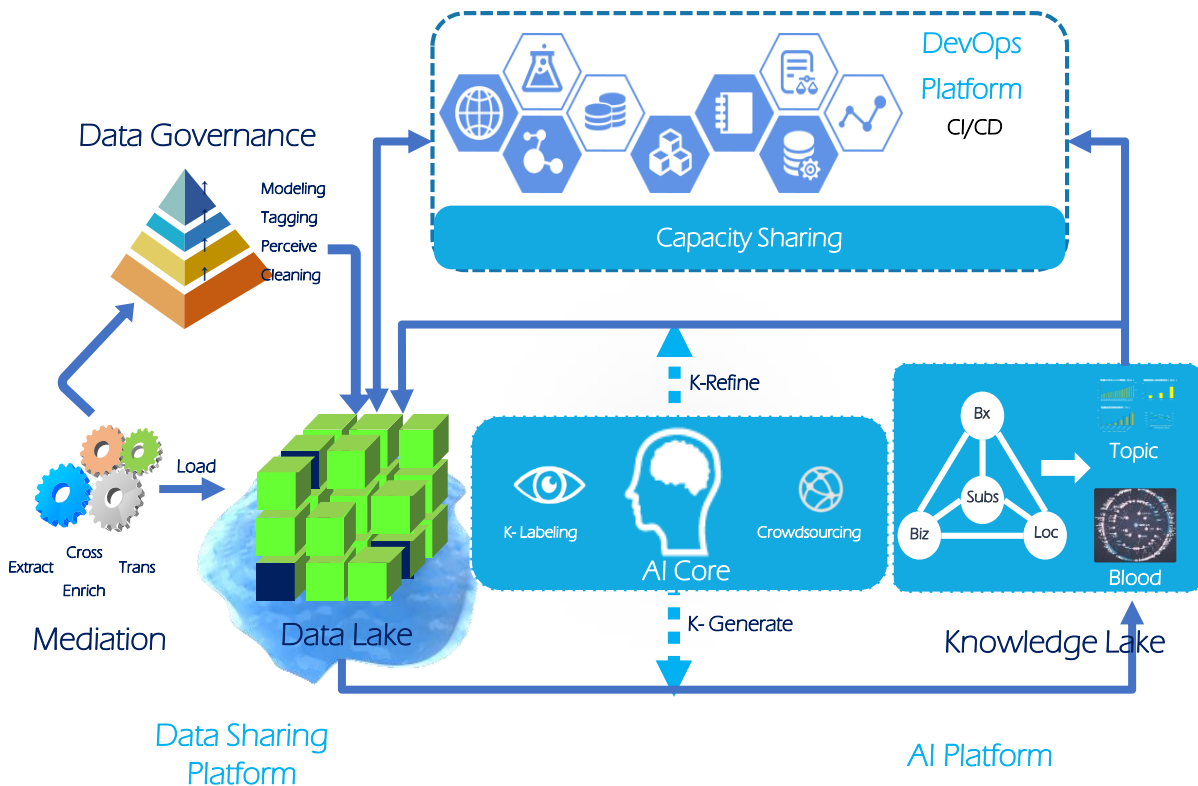 DevOps
Platform
CI/CD
Capacity Sharing
Data Governance
Modeling
Tagging
Perceive
Cleaning
K-Refine
Load
Cross
Extract
Trans
Enrich
Mediation
Data Lake
K- Labeling
Crowdsourcing
AI Core
K- Generate
Bx
Subs
Biz
Loc
Topic
Blood
Knowledge Lake
Data Sharing
Platform
AI Platform